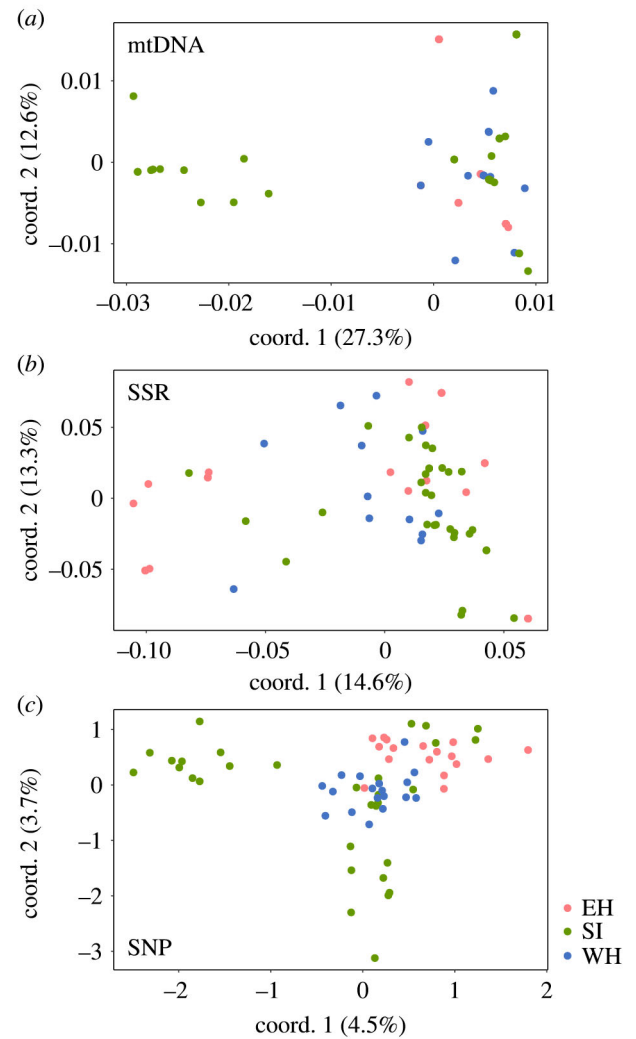 (a)
mtDNA
0.01
0
−0.01
coord. 2 (12.6%)
−0.03
−0.02
−0.01
0
0.01
coord. 1 (27.3%)
(b)
SSR
0.05
0
−0.05
coord. 2 (13.3%)
−0.10
−0.05
0
0.05
coord. 1 (14.6%)
(c)
1
0
−1
−2
−3
coord. 2 (3.7%)
SNP
−2
−1
0
1
2
coord. 1 (4.5%)
EH
SI
WH